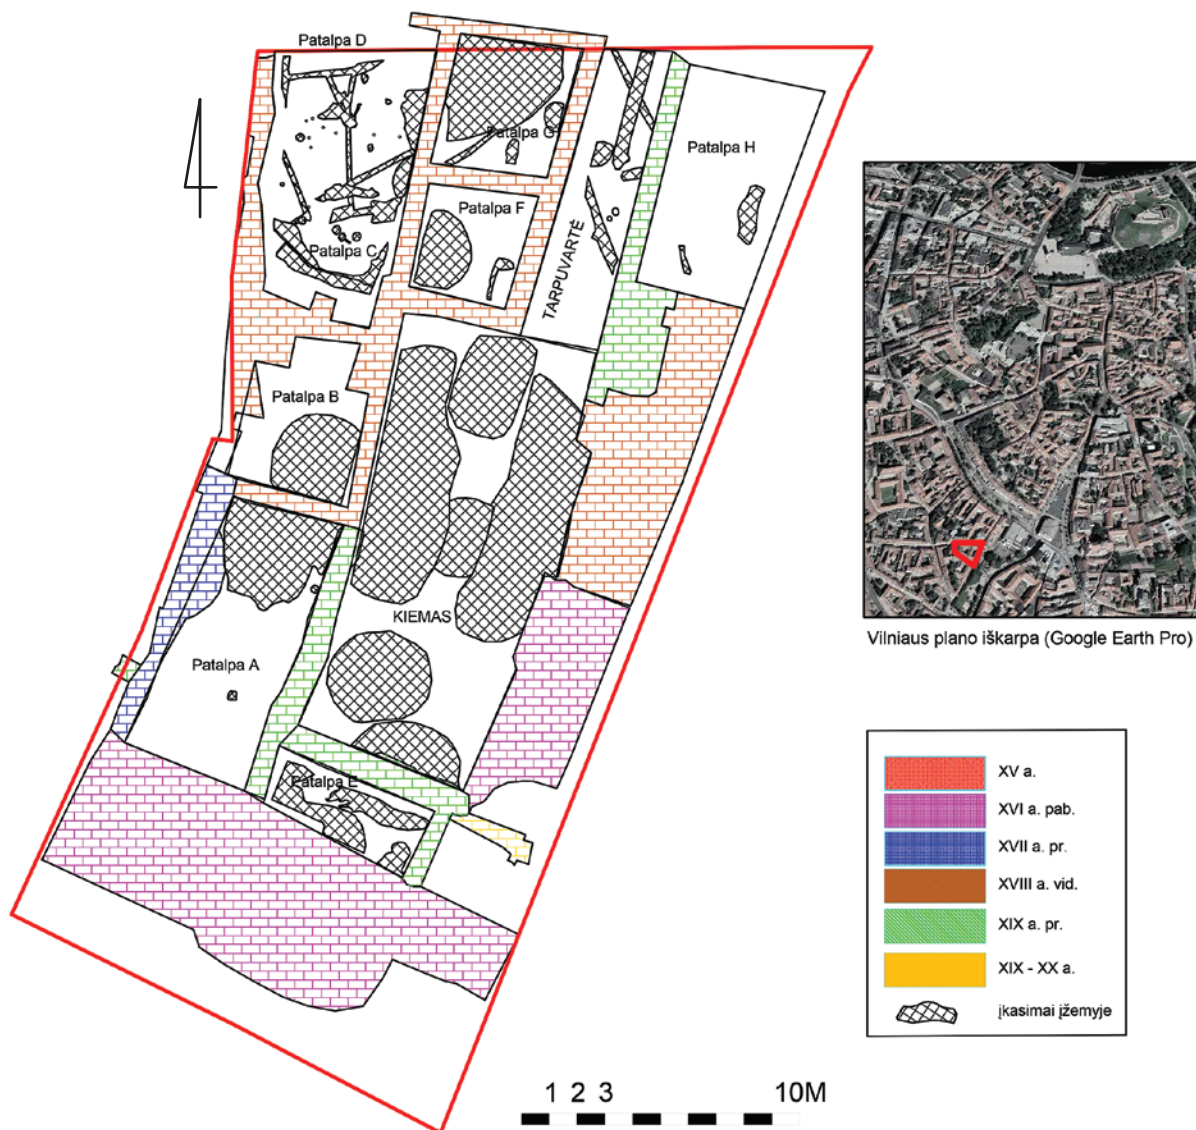 Patalpa D
Patalpa G
Patalpa H
Patalpa F
Patalpa C
TARPUVARTĖ
Patalpa B
KIEMAS
Patalpa A
Patalpa E
Vilniaus plano iškarpa (Google Earth Pro)
XV a.
XVI a. pab.
XVII a. pr.
XVIII a. vid.
XIX a. pr.
XIX - XX a.
įkasimai įžemyje
1 2 3 10M